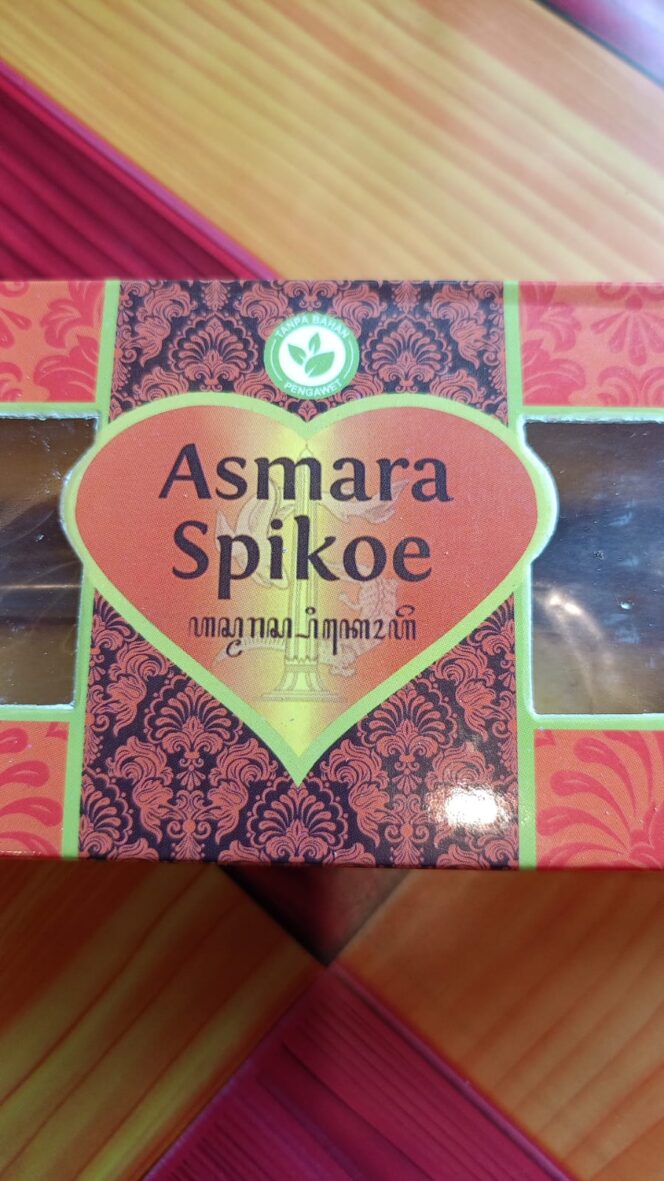 TANPA BAHAN
PENGAWET
Asmara
Spikoe